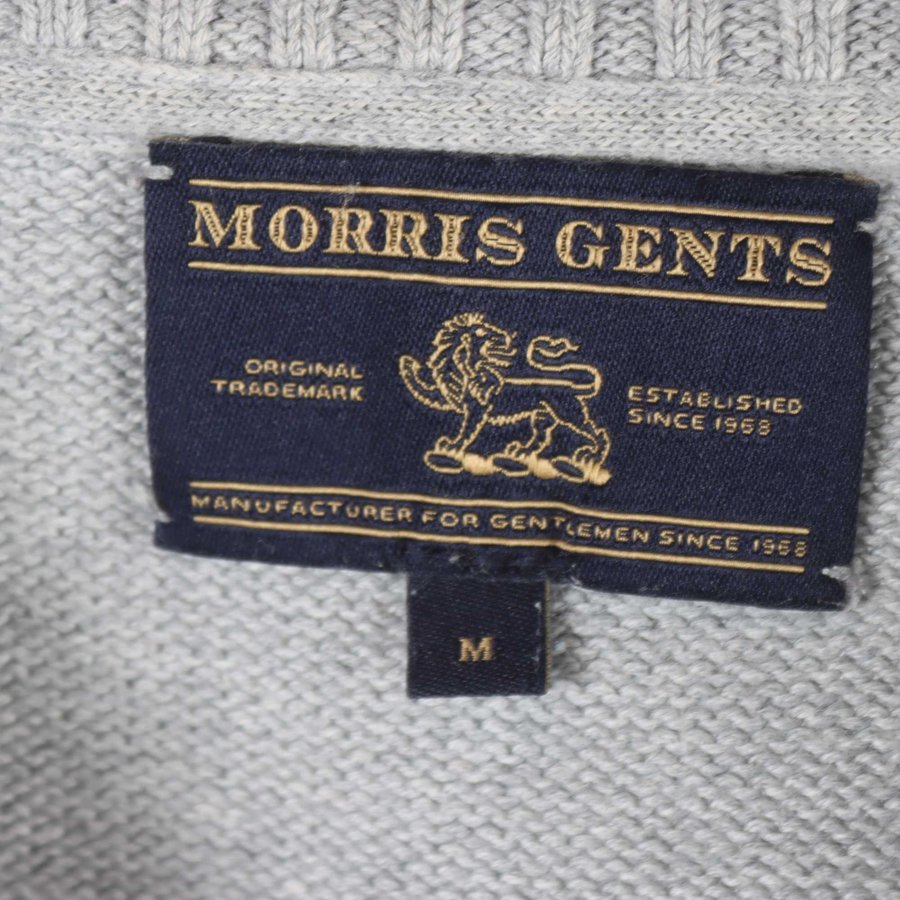 MORRIS GENTS
ORIGINAL
TRADEMARK
ESTABLISHED
SINCE 1968
MANUFACTURER FOR GENTLEMEN SINCE 1968
M